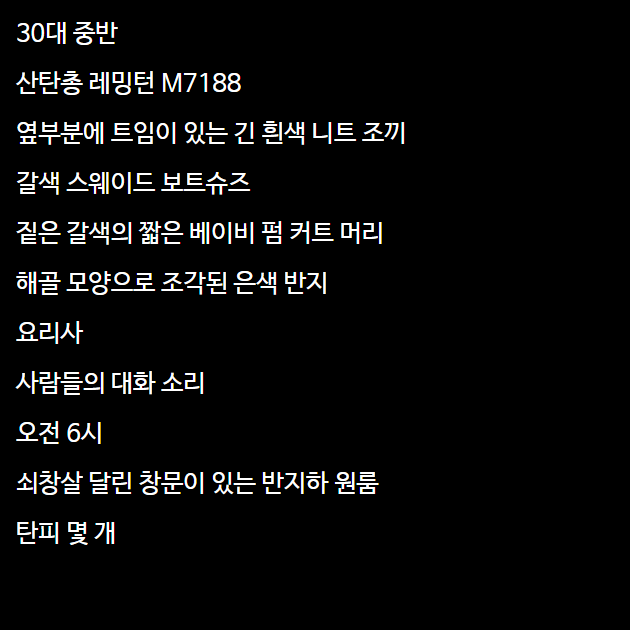 30대 중반
산탄총 레밍턴 M7188
옆부분에 트임이 있는 긴 흰색 니트 조끼
갈색 스웨이드 보트슈즈
짙은 갈색의 짧은 베이비 펌 커트 머리
해골 모양으로 조각된 은색 반지
요리사
사람들의 대화 소리
오전 6시
쇠창살 달린 창문이 있는 반지하 원룸
탄피 몇 개